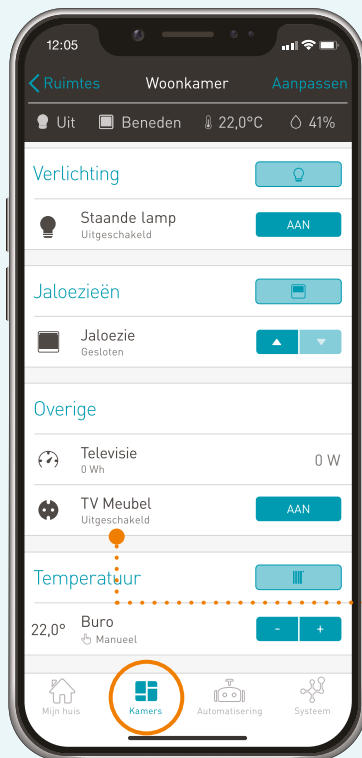 12:05
Ruimtes Woonkamer Aanpassen
Uit Beneden 22,0°C 41%
Verlichting
Staande lamp AAN
Uitgeschakeld
Jaloezieën
Jaloezie
Gesloten
Overige
Televisie 0 W
0 Wh
TV Meubel AAN
Uitgeschakeld
Temperatuur
22,0° Buro - +
Manueel
Mijn huis Kamers Automatisering Systeem